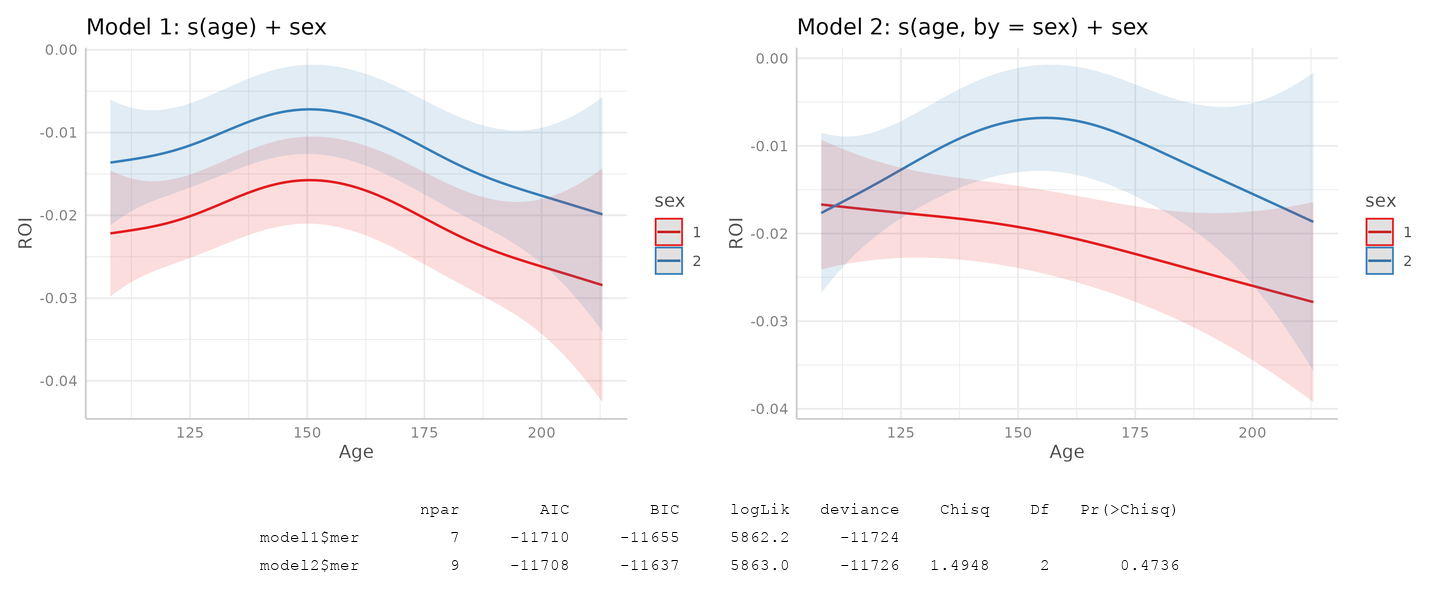 Model 1: s(age) + sex
0.00
-0.01
-0.02
-0.03
-0.04
ROI
125 150 175 200
Age
sex
1
2
Model 2: s(age, by = sex) + sex
0.00
-0.01
-0.02
-0.03
-0.04
ROI
125 150 175 200
Age
sex
1
2
npar AIC BIC logLik deviance Chisq Df Pr(>Chisq)
model1$mer 7 -11710 -11655 5862.2 -11724
model2$mer 9 -11708 -11637 5863.0 -11726 1.4948 2 0.4736